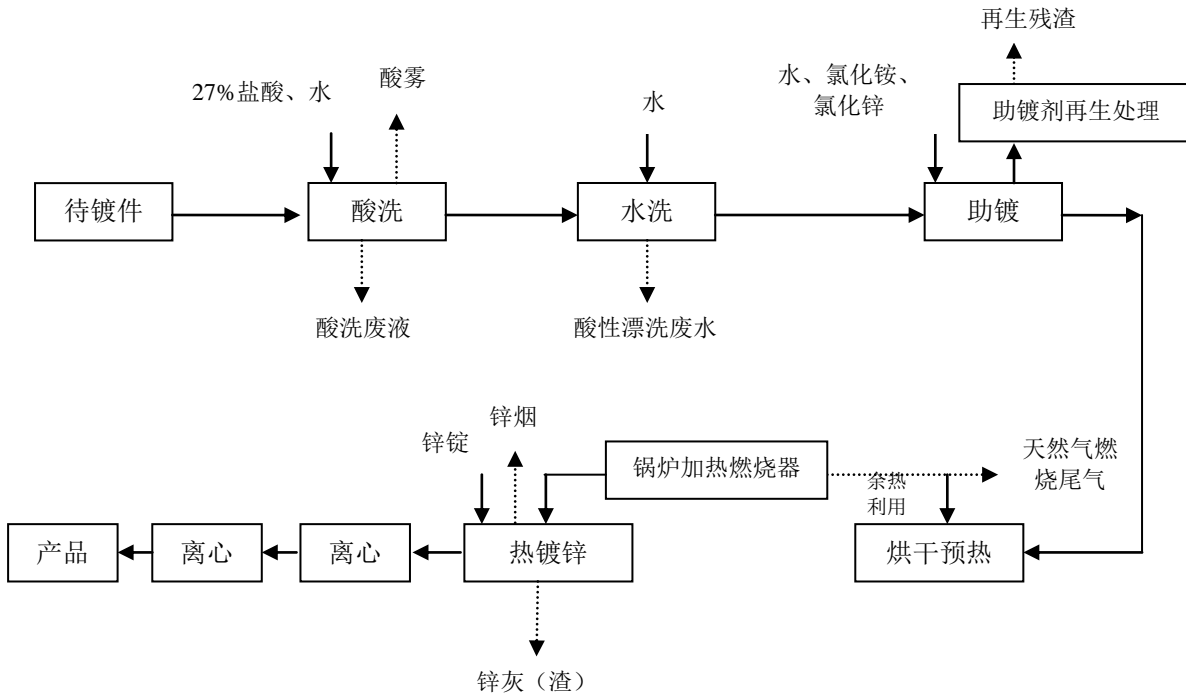 再生残渣
酸雾
27%盐酸、水
水
水、氯化铵、
氯化锌
助镀剂再生处理
待镀件
酸洗
水洗
助镀
酸洗废液
酸性漂洗废水
锌烟
锌锭
锅炉加热燃烧器
余热
利用
天然气燃
烧尾气
产品
离心
离心
热镀锌
烘干预热
锌灰（渣）